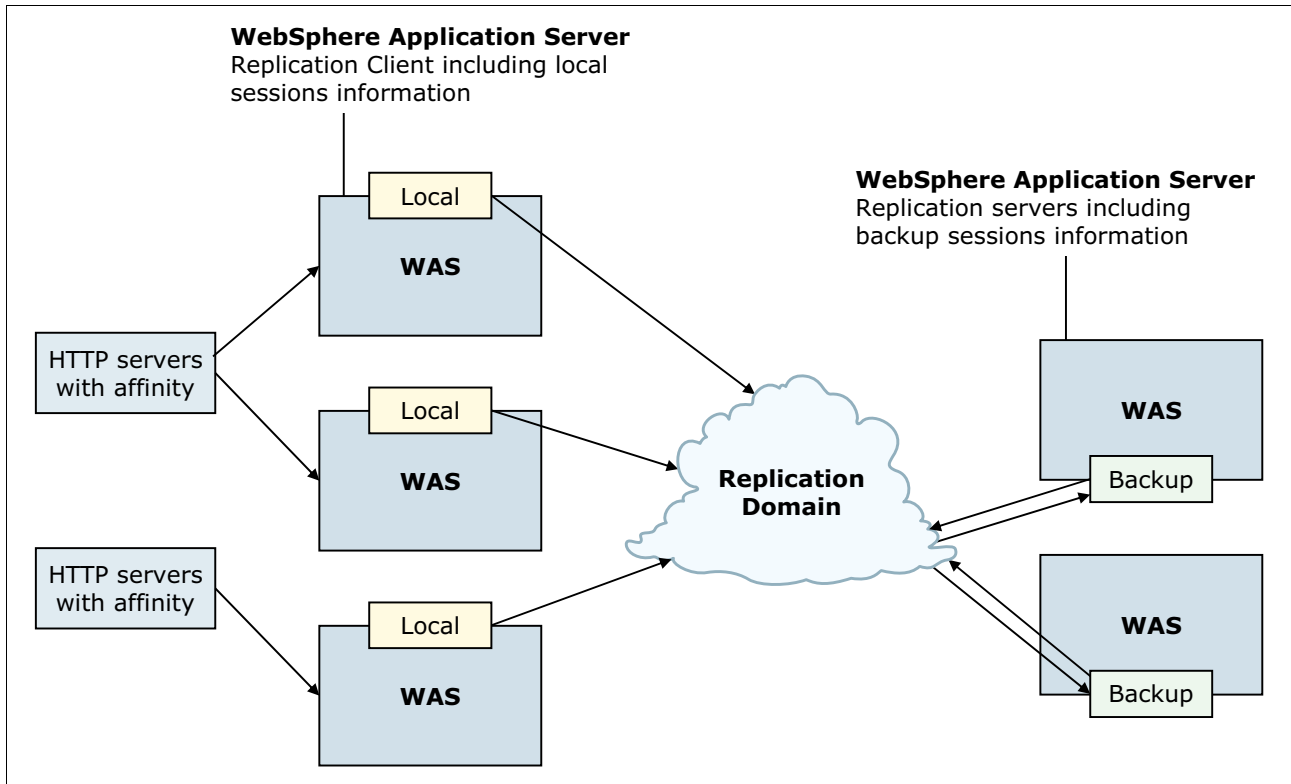 WebSphere Application Server
Replication Client including local
sessions information
Local
WAS
WebSphere Application Server
Replication servers including
backup sessions information
HTTP servers
with affinity
Local
WAS
Replication
Domain
WAS
Backup
HTTP servers
with affinity
Local
WAS
WAS
Backup